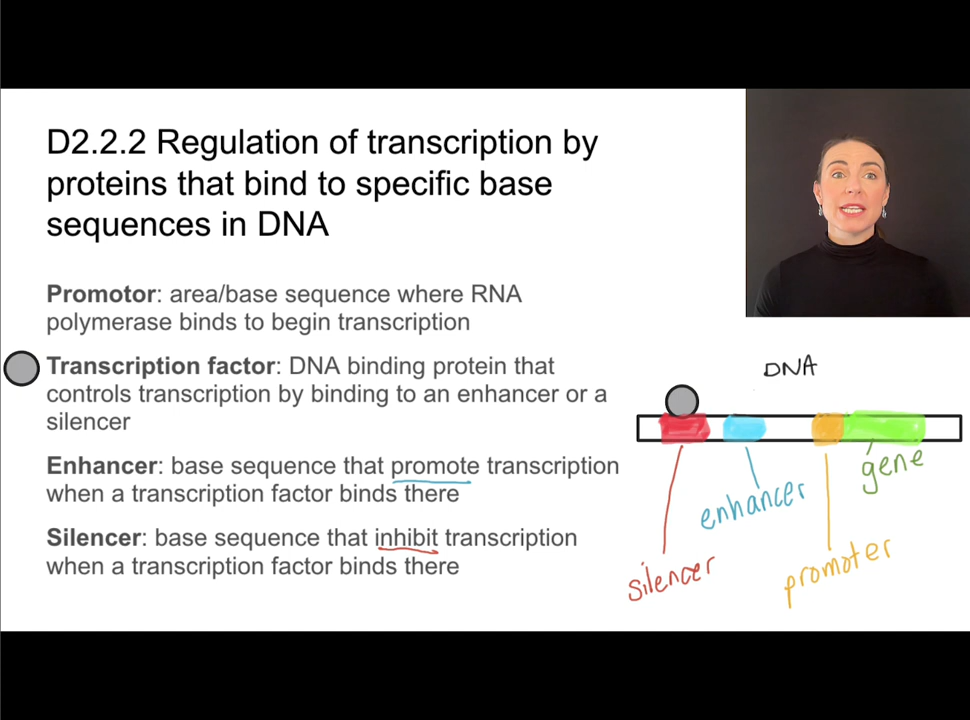 D2.2.2 Regulation of transcription by
proteins that bind to specific base
sequences in DNA
Promotor: area/base sequence where RNA
polymerase binds to begin transcription
Transcription factor: DNA binding protein that
controls transcription by binding to an enhancer or a
silencer
Enhancer: base sequence that promote transcription
when a transcription factor binds there
Silencer: base sequence that inhibit transcription
when a transcription factor binds there
DNA
gene
enhancer
promoter
silencer